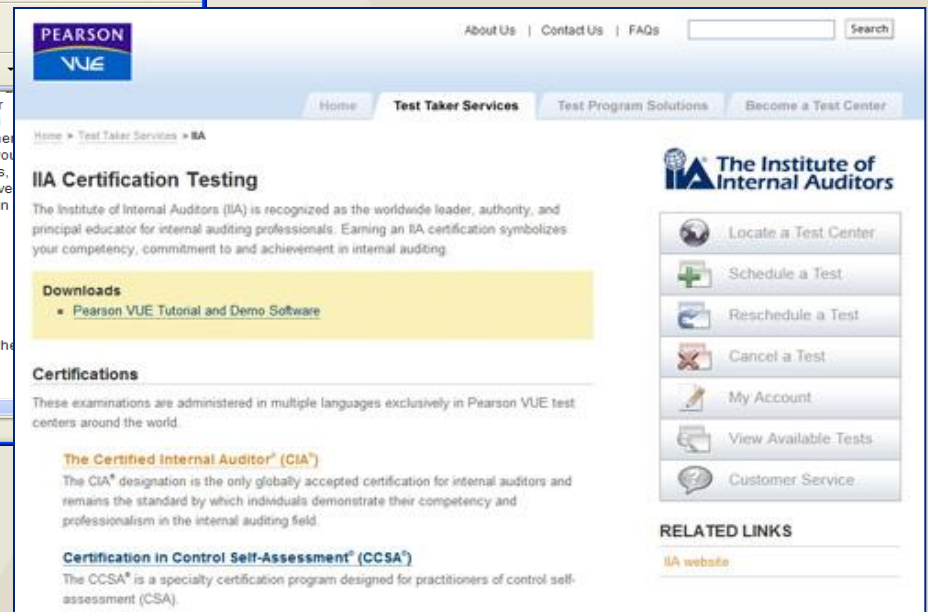 PEARSON
VUE
About Us | Contact Us | FAQs
Search
Home
Test Taker Services
Test Program Solutions
Become a Test Center
Home > Test Taker Services > IIA
IIA Certification Testing
The Institute of Internal Auditors (IIA) is recognized as the worldwide leader, authority, and
principal educator for internal auditing professionals. Earning an IIA certification symbolizes
your competency, commitment to and achievement in internal auditing.
Downloads
Pearson VUE Tutorial and Demo Software
Certifications
These examinations are administered in multiple languages exclusively in Pearson VUE test
centers around the world.
The Certified Internal Auditor® (CIA®)
The CIA® designation is the only globally accepted certification for internal auditors and
remains the standard by which individuals demonstrate their competency and
professionalism in the internal auditing field.
Certification in Control Self-Assessment® (CCSA®)
The CCSA® is a specialty certification program designed for practitioners of control self-
assessment (CSA).
IIA
The Institute of
Internal Auditors
Locate a Test Center
Schedule a Test
Reschedule a Test
Cancel a Test
My Account
View Available Tests
Customer Service
RELATED LINKS
IIA website